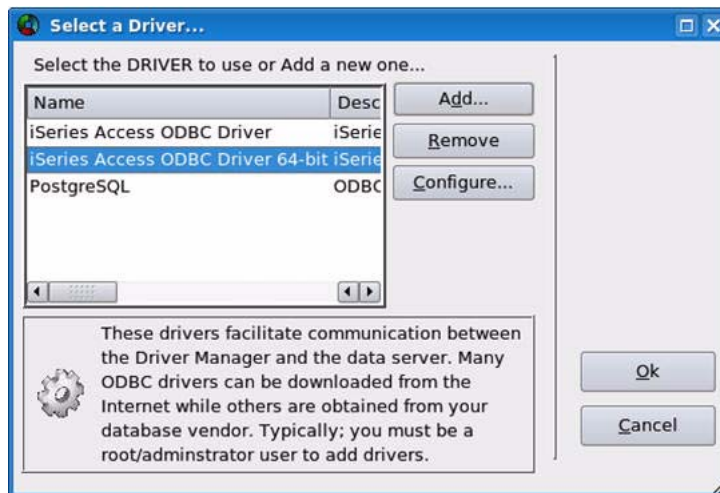 Select a Driver...
Select the DRIVER to use or Add a new one...
Name Desc
iSeries Access ODBC Driver iSerie
iSeries Access ODBC Driver 64-bit iSerie
PostgreSQL ODBC
Add...
Remove
Configure...
These drivers facilitate communication between
the Driver Manager and the data server. Many
ODBC drivers can be downloaded from the
Internet while others are obtained from your
database vendor. Typically; you must be a
root/adminstrator user to add drivers.
Ok
Cancel